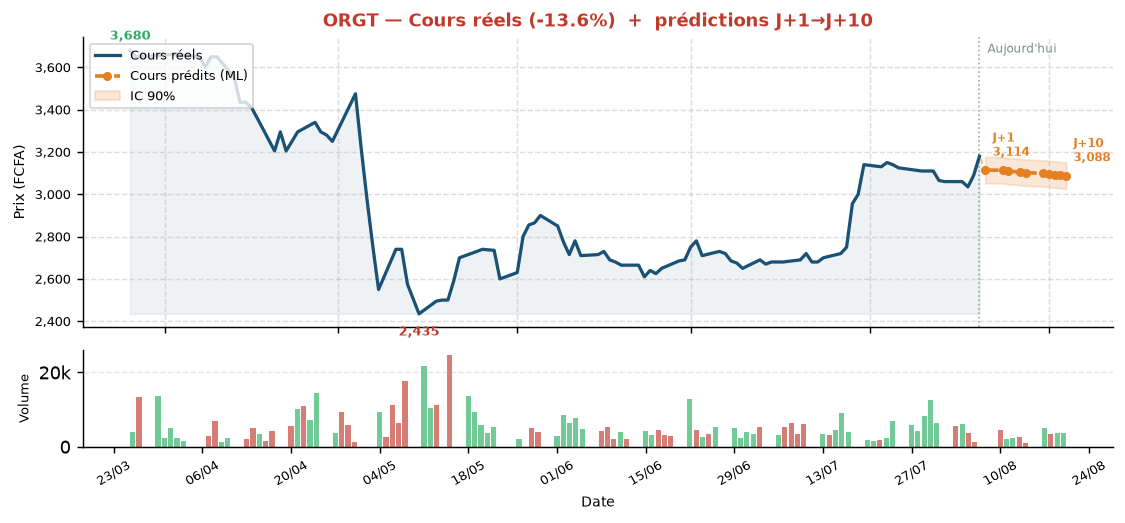 ORGT — Cours réels (-13.6%)  +  prédictions J+1→J+10
3,680
Cours réels
Cours prédits (ML)
IC 90%
Aujourd'hui
J+1
3,114
J+10
3,088
2,435
Prix (FCFA)
3,600
3,400
3,200
3,000
2,800
2,600
2,400
Volume
20k
0
23/03
06/04
20/04
04/05
18/05
01/06
15/06
29/06
13/07
27/07
10/08
24/08
Date